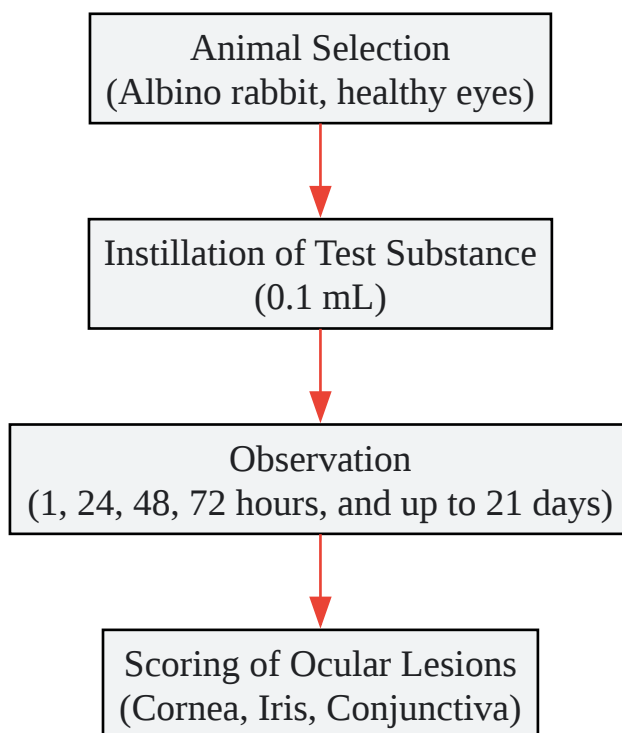 Animal Selection
(Albino rabbit, healthy eyes)
Instillation of Test Substance
(0.1 mL)
Observation
(1, 24, 48, 72 hours, and up to 21 days)
Scoring of Ocular Lesions
(Cornea, Iris, Conjunctiva)